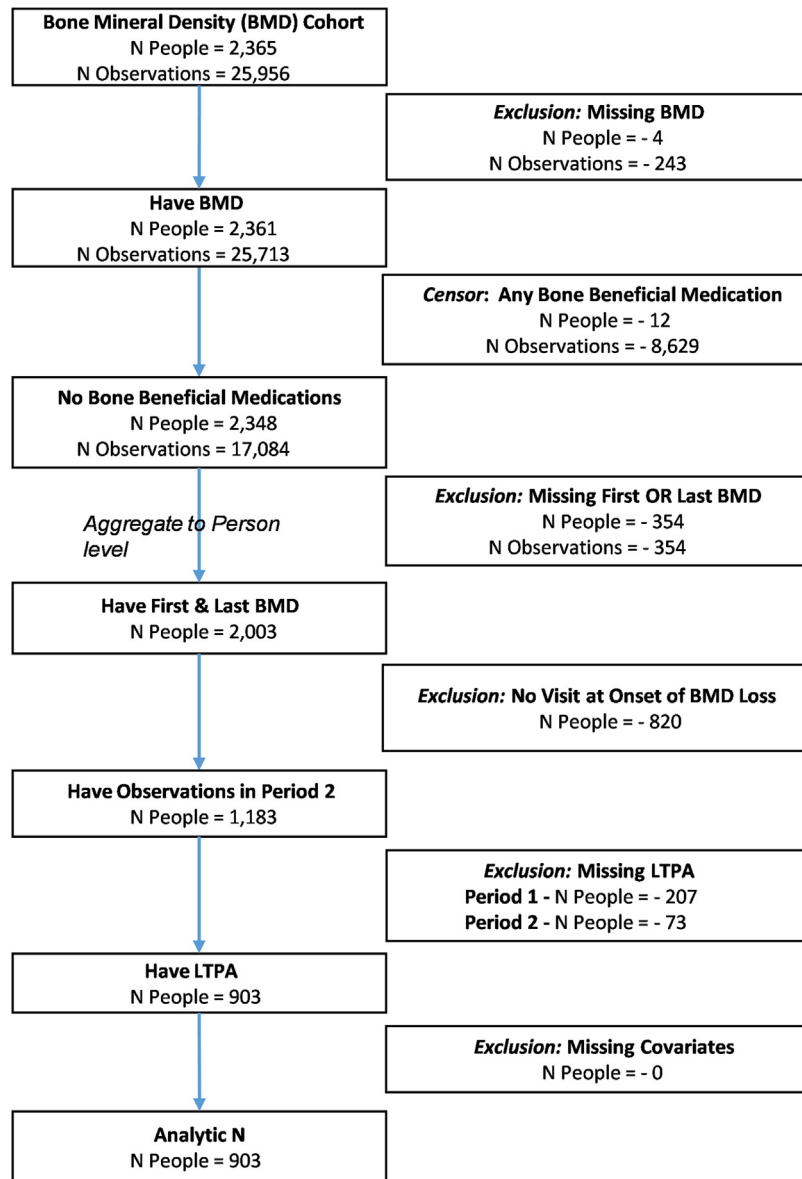 Bone Mineral Density (BMD) Cohort
N People = 2,365
N Observations = 25,956
Exclusion: Missing BMD
N People = - 4
N Observations = - 243
Have BMD
N People = 2,361
N Observations = 25,713
Censor: Any Bone Beneficial Medication
N People = - 12
N Observations = - 8,629
No Bone Beneficial Medications
N People = 2,348
N Observations = 17,084
Exclusion: Missing First OR Last BMD
N People = - 354
N Observations = - 354
Aggregate to Person
level
Have First & Last BMD
N People = 2,003
Exclusion: No Visit at Onset of BMD Loss
N People = - 820
Have Observations in Period 2
N People = 1,183
Exclusion: Missing LTPA
Period 1 - N People = - 207
Period 2 - N People = - 73
Have LTPA
N People = 903
Exclusion: Missing Covariates
N People = - 0
Analytic N
N People = 903